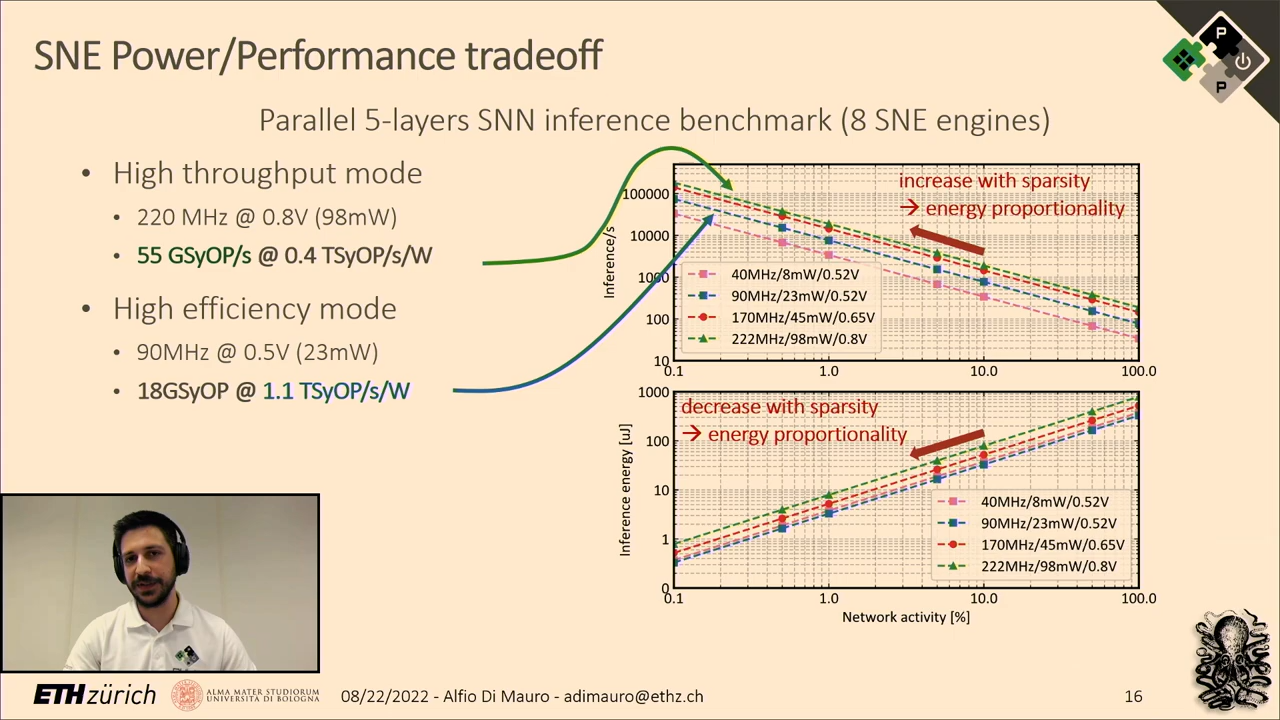 SNE Power/Performance tradeoff
P
P
Parallel 5-layers SNN inference benchmark (8 SNE engines)
• High throughput mode
• 220 MHz @ 0.8V (98mW)
• 55 GSyOP/s @ 0.4 TSyOP/s/W
• High efficiency mode
• 90MHz @ 0.5V (23mW)
• 18GSyOP @ 1.1 TSyOP/s/W
Inference/s
100000
10000
1000
100
10
increase with sparsity
→ energy proportionality
40MHz/8mW/0.52V
90MHz/23mW/0.52V
170MHz/45mW/0.65V
222MHz/98mW/0.8V
0.1 1.0 10.0 100.0
Inference energy [uJ]
1000
100
10
1
0
decrease with sparsity
→ energy proportionality
40MHz/8mW/0.52V
90MHz/23mW/0.52V
170MHz/45mW/0.65V
222MHz/98mW/0.8V
0.1 1.0 10.0 100.0
Network activity [%]
ETH zürich
ALMA MATER STUDIORUM
UNIVERSITÀ DI BOLOGNA
08/22/2022 - Alfio Di Mauro - adimauro@ethz.ch
16